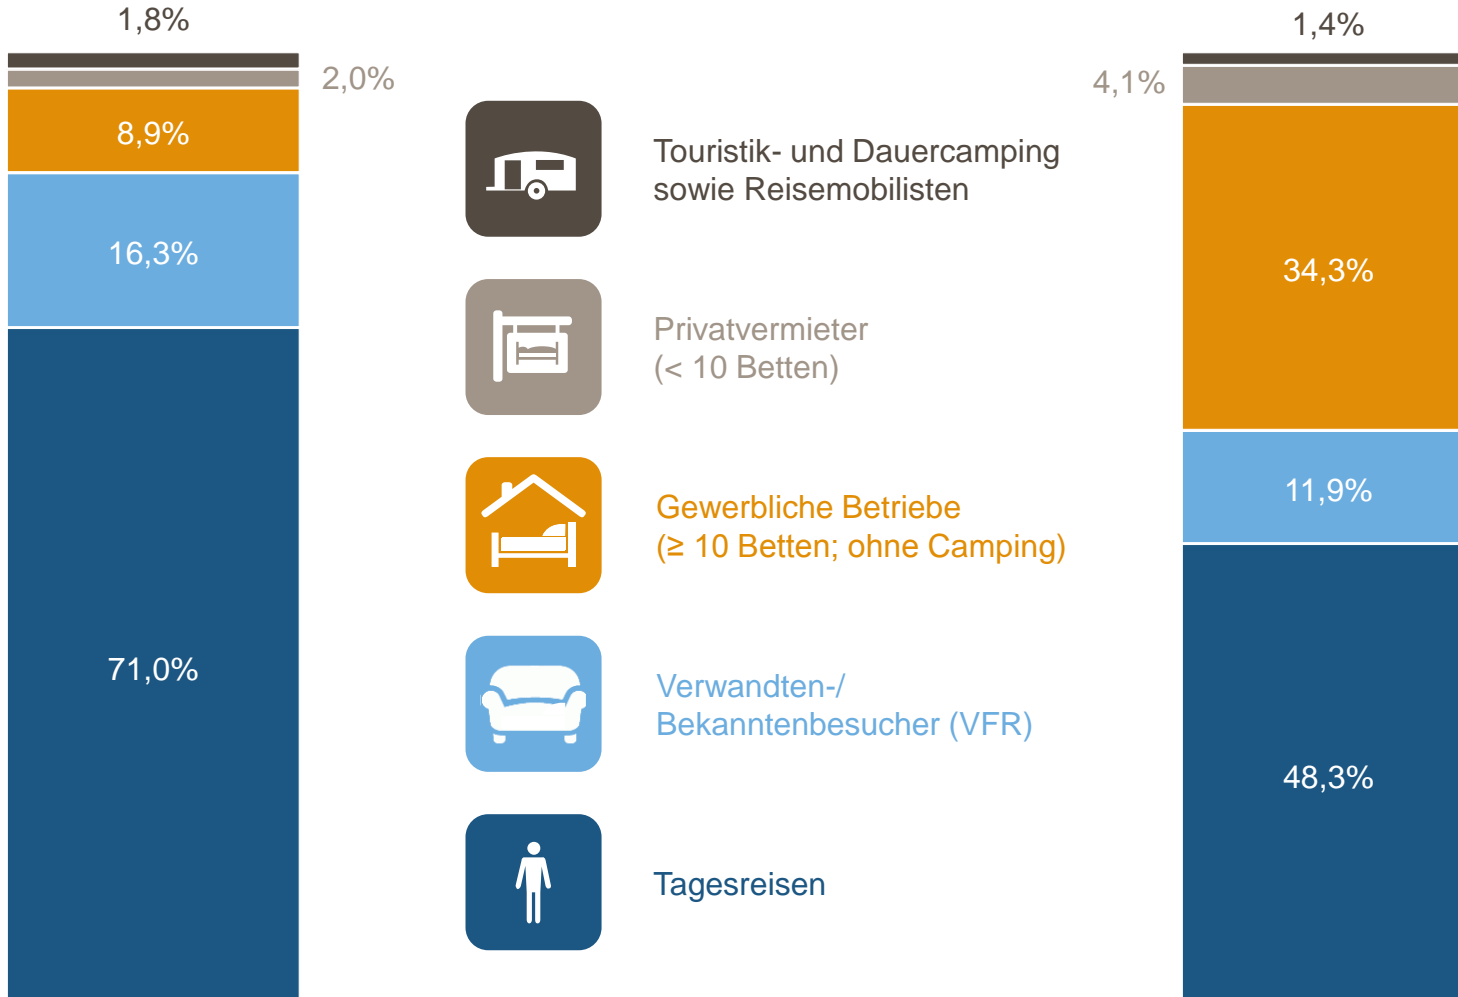 1,8%
2,0%
8,9%
16,3%
71,0%
Touristik- und Dauercamping
sowie Reisemobilisten
Privatvermieter
(< 10 Betten)
Gewerbliche Betriebe
(≥ 10 Betten; ohne Camping)
Verwandten-/
Bekanntenbesucher (VFR)
Tagesreisen
1,4%
4,1%
34,3%
11,9%
48,3%